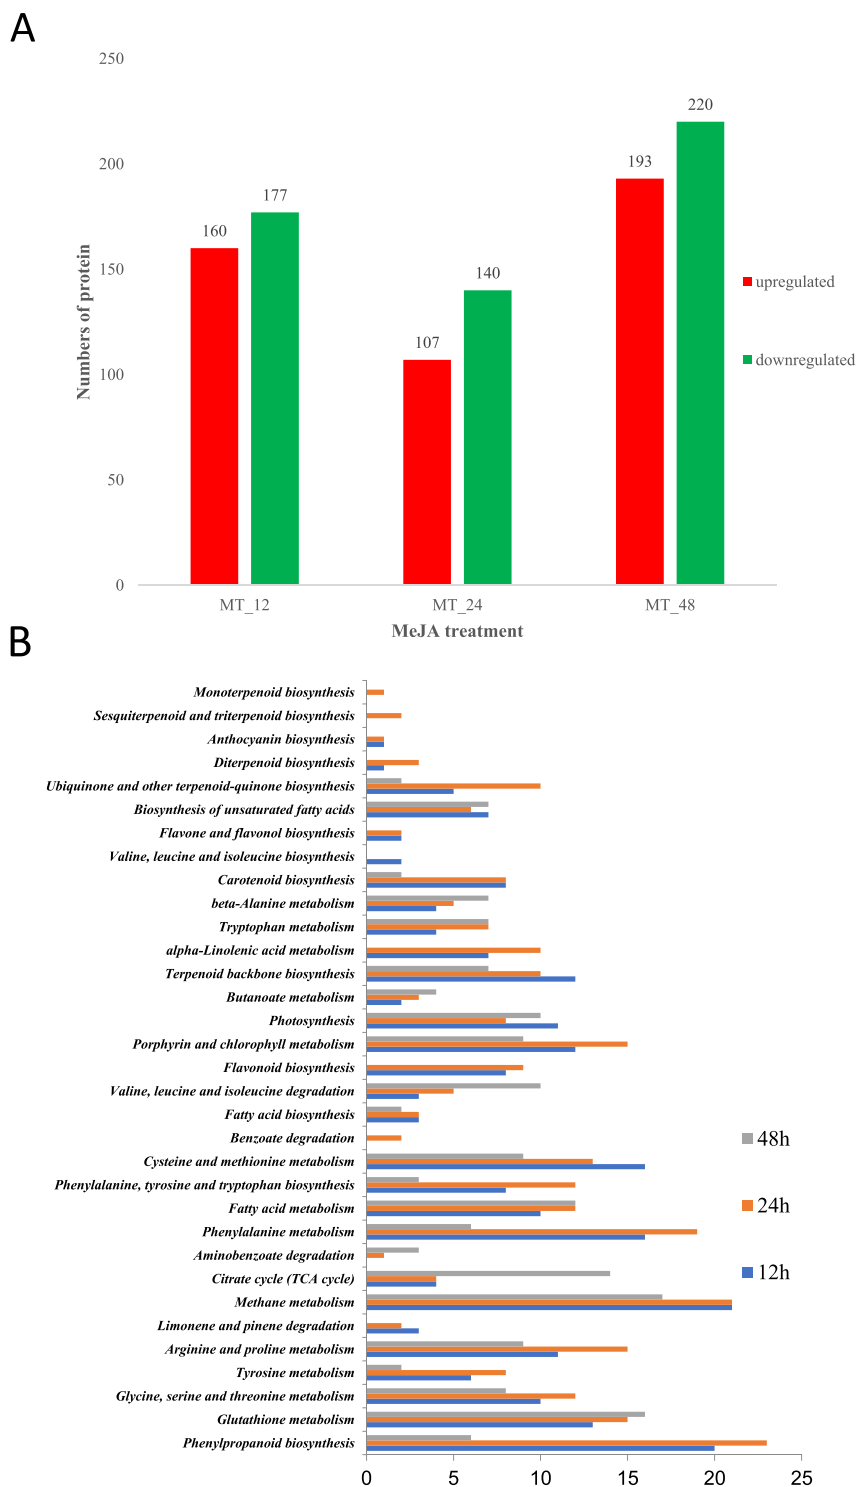 A
250
200
150
100
50
0
Numbers of protein
160
177
107
140
193
220
upregulated
downregulated
MT_12
MT_24
MT_48
MeJA treatment
B
Monoterpenoid biosynthesis
Sesquiterpenoid and triterpenoid biosynthesis
Anthocyanin biosynthesis
Diterpenoid biosynthesis
Ubiquinone and other terpenoid-quinone biosynthesis
Biosynthesis of unsaturated fatty acids
Flavone and flavonol biosynthesis
Valine, leucine and isoleucine biosynthesis
Carotenoid biosynthesis
beta-Alanine metabolism
Tryptophan metabolism
alpha-Linolenic acid metabolism
Terpenoid backbone biosynthesis
Butanoate metabolism
Photosynthesis
Porphyrin and chlorophyll metabolism
Flavonoid biosynthesis
Valine, leucine and isoleucine degradation
Fatty acid biosynthesis
Benzoate degradation
Cysteine and methionine metabolism
Phenylalanine, tyrosine and tryptophan biosynthesis
Fatty acid metabolism
Phenylalanine metabolism
Aminobenzoate degradation
Citrate cycle (TCA cycle)
Methane metabolism
Limonene and pinene degradation
Arginine and proline metabolism
Tyrosine metabolism
Glycine, serine and threonine metabolism
Glutathione metabolism
Phenylpropanoid biosynthesis
48h
24h
12h
0 5 10 15 20 25